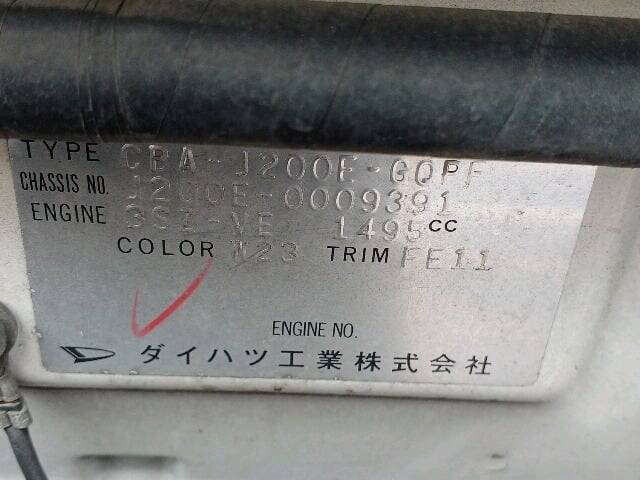 TYPE CBA-J200E-GQPF
CHASSIS NO. J200E-0009391
ENGINE 3SZ-VE 1495CC
COLOR W23 TRIM FE11
ENGINE NO.
ダイハツ工業株式会社